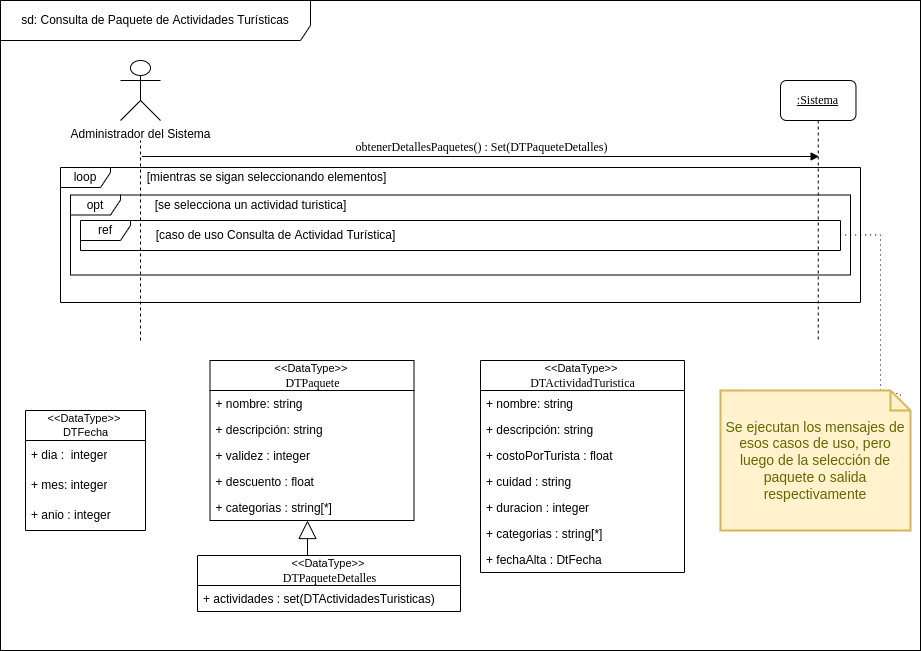 sd: Consulta de Paquete de Actividades Turísticas
Administrador del Sistema
:Sistema
obtenerDetallesPaquetes() : Set(DTPaqueteDetalles)
loop
[mientras se sigan seleccionando elementos]
opt
[se selecciona un actividad turistica]
ref
[caso de uso Consulta de Actividad Turística]
<<DataType>>
DTFecha
+ dia :  integer
+ mes: integer
+ anio : integer
<<DataType>>
DTPaquete
+ nombre: string
+ descripción: string
+ validez : integer
+ descuento : float
+ categorias : string[*]
<<DataType>>
DTPaqueteDetalles
+ actividades : set(DTActividadesTuristicas)
<<DataType>>
DTActividadTuristica
+ nombre: string
+ descripción: string
+ costoPorTurista : float
+ cuidad : string
+ duracion : integer
+ categorias : string[*]
+ fechaAlta : DtFecha
Se ejecutan los mensajes de
esos casos de uso, pero
luego de la selección de
paquete o salida
respectivamente